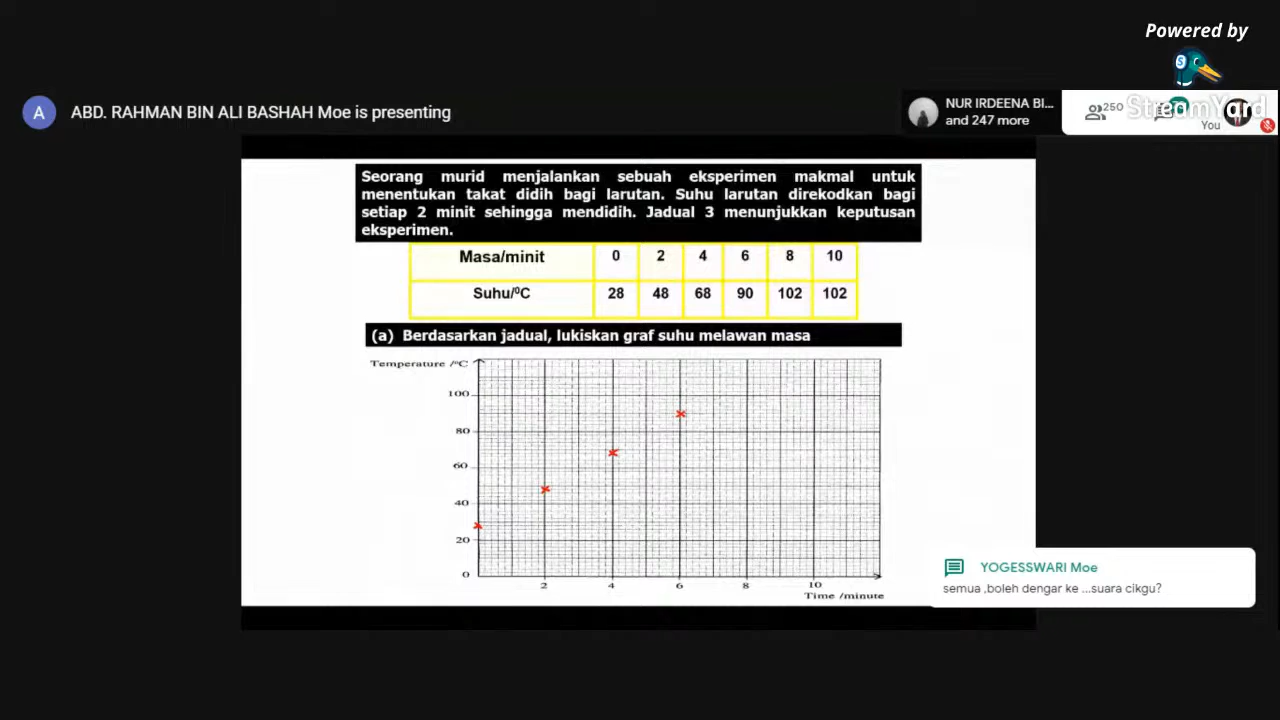 Powered by
S
StreamYard
A
ABD. RAHMAN BIN ALI BASHAH Moe is presenting
NUR IRDEENA BI...
and 247 more
250
You
Seorang murid menjalankan sebuah eksperimen makmal untuk
menentukan takat didih bagi larutan. Suhu larutan direkodkan bagi
setiap 2 minit sehingga mendidih. Jadual 3 menunjukkan keputusan
eksperimen.
Masa/minit 0 2 4 6 8 10
Suhu/⁰C 28 48 68 90 102 102
(a) Berdasarkan jadual, lukiskan graf suhu melawan masa
Temperature /°C
100
80
60
40
20
0
2 4 6 8 10
Time /minute
YOGESSWARI Moe
semua ,boleh dengar ke ...suara cikgu?